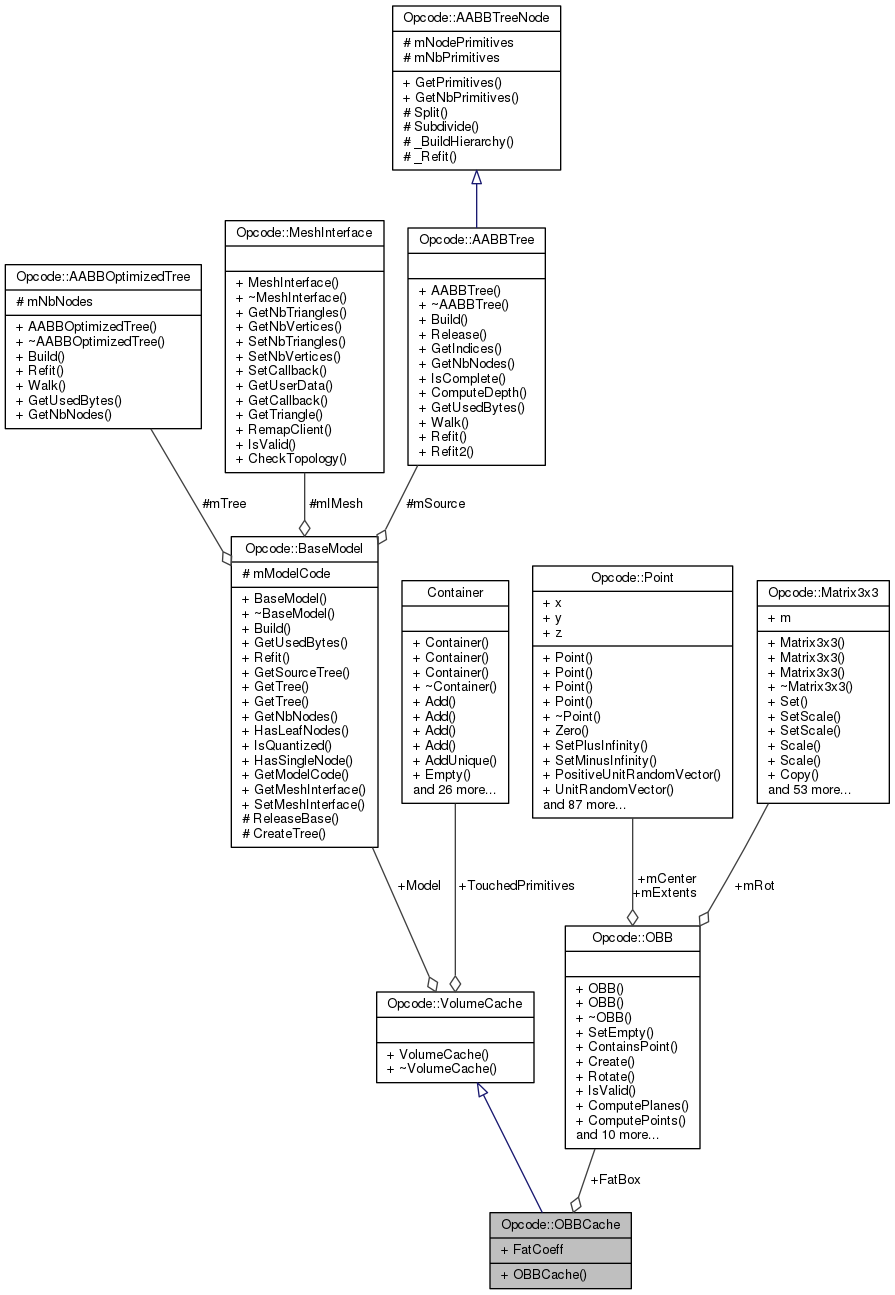 Opcode::AABBTreeNode
# mNodePrimitives
# mNbPrimitives
+ GetPrimitives()
+ GetNbPrimitives()
# Split()
# Subdivide()
# _BuildHierarchy()
# _Refit()
Opcode::AABBOptimizedTree
# mNbNodes
+ AABBOptimizedTree()
+ ~AABBOptimizedTree()
+ Build()
+ Refit()
+ Walk()
+ GetUsedBytes()
+ GetNbNodes()
Opcode::MeshInterface
+ MeshInterface()
+ ~MeshInterface()
+ GetNbTriangles()
+ GetNbVertices()
+ SetNbTriangles()
+ SetNbVertices()
+ SetCallback()
+ GetUserData()
+ GetCallback()
+ GetTriangle()
+ RemapClient()
+ IsValid()
+ CheckTopology()
Opcode::AABBTree
+ AABBTree()
+ ~AABBTree()
+ Build()
+ Release()
+ GetIndices()
+ GetNbNodes()
+ IsComplete()
+ ComputeDepth()
+ GetUsedBytes()
+ Walk()
+ Refit()
+ Refit2()
#mTree
#mIMesh
#mSource
Opcode::BaseModel
# mModelCode
+ BaseModel()
+ ~BaseModel()
+ Build()
+ GetUsedBytes()
+ Refit()
+ GetSourceTree()
+ GetTree()
+ GetTree()
+ GetNbNodes()
+ HasLeafNodes()
+ IsQuantized()
+ HasSingleNode()
+ GetModelCode()
+ GetMeshInterface()
+ SetMeshInterface()
# ReleaseBase()
# CreateTree()
Container
+ Container()
+ Container()
+ Container()
+ ~Container()
+ Add()
+ Add()
+ Add()
+ Add()
+ AddUnique()
+ Empty()
and 26 more...
Opcode::Point
+ x
+ y
+ z
+ Point()
+ Point()
+ Point()
+ Point()
+ ~Point()
+ Zero()
+ SetPlusInfinity()
+ SetMinusInfinity()
+ PositiveUnitRandomVector()
+ UnitRandomVector()
and 87 more...
Opcode::Matrix3x3
+ m
+ Matrix3x3()
+ Matrix3x3()
+ Matrix3x3()
+ ~Matrix3x3()
+ Set()
+ SetScale()
+ SetScale()
+ Scale()
+ Scale()
+ Copy()
and 53 more...
+Model
+TouchedPrimitives
+mCenter
+mExtents
+mRot
Opcode::VolumeCache
+ VolumeCache()
+ ~VolumeCache()
Opcode::OBB
+ OBB()
+ OBB()
+ ~OBB()
+ SetEmpty()
+ ContainsPoint()
+ Create()
+ Rotate()
+ IsValid()
+ ComputePlanes()
+ ComputePoints()
and 10 more...
+FatBox
Opcode::OBBCache
+ FatCoeff
+ OBBCache()